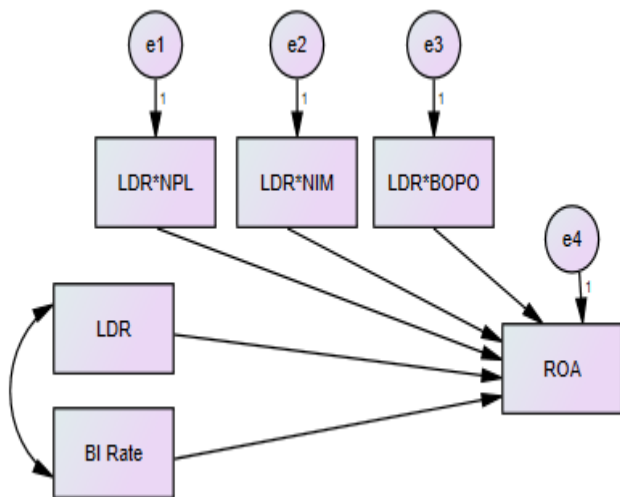 e1
e2
e3
1
1
1
LDR*NPL
LDR*NIM
LDR*BOPO
e4
1
LDR
ROA
BI Rate